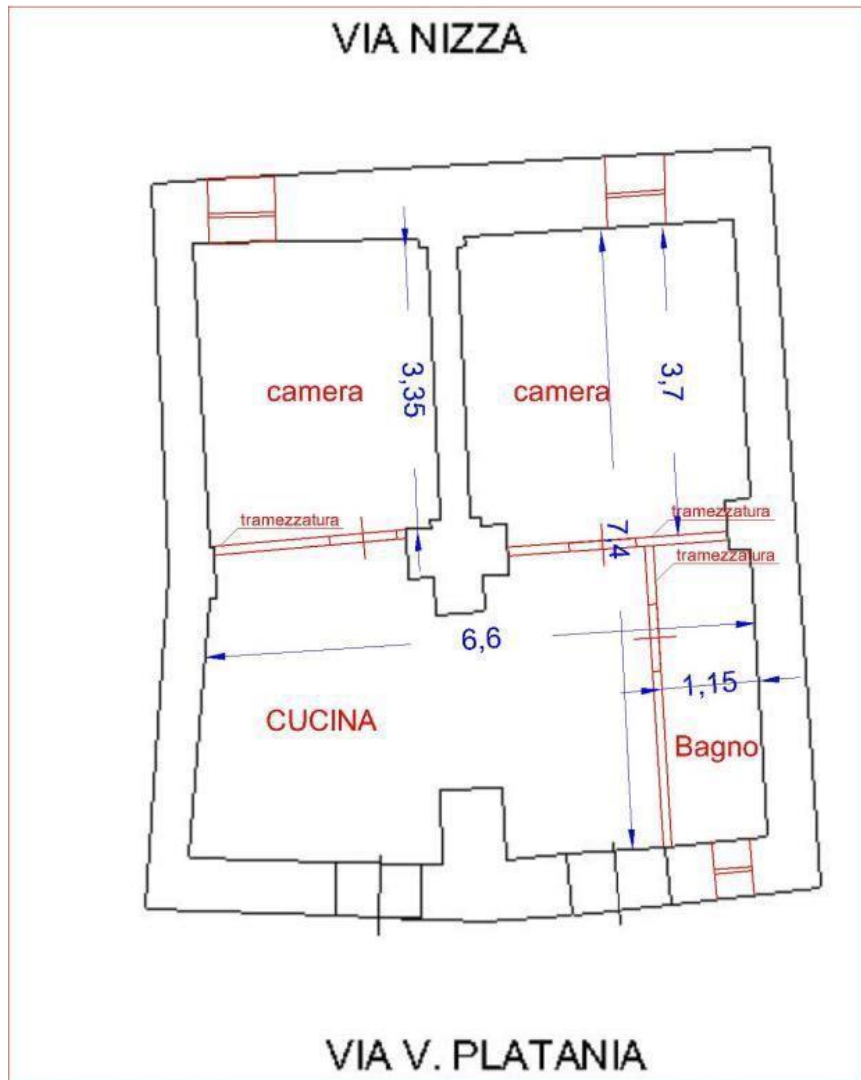 VIA NIZZA
camera
3,35
camera
3,7
tramezzatura
tramezzatura
7,4
tramezzatura
6,6
1,15
CUCINA
Bagno
VIA V. PLATANIA